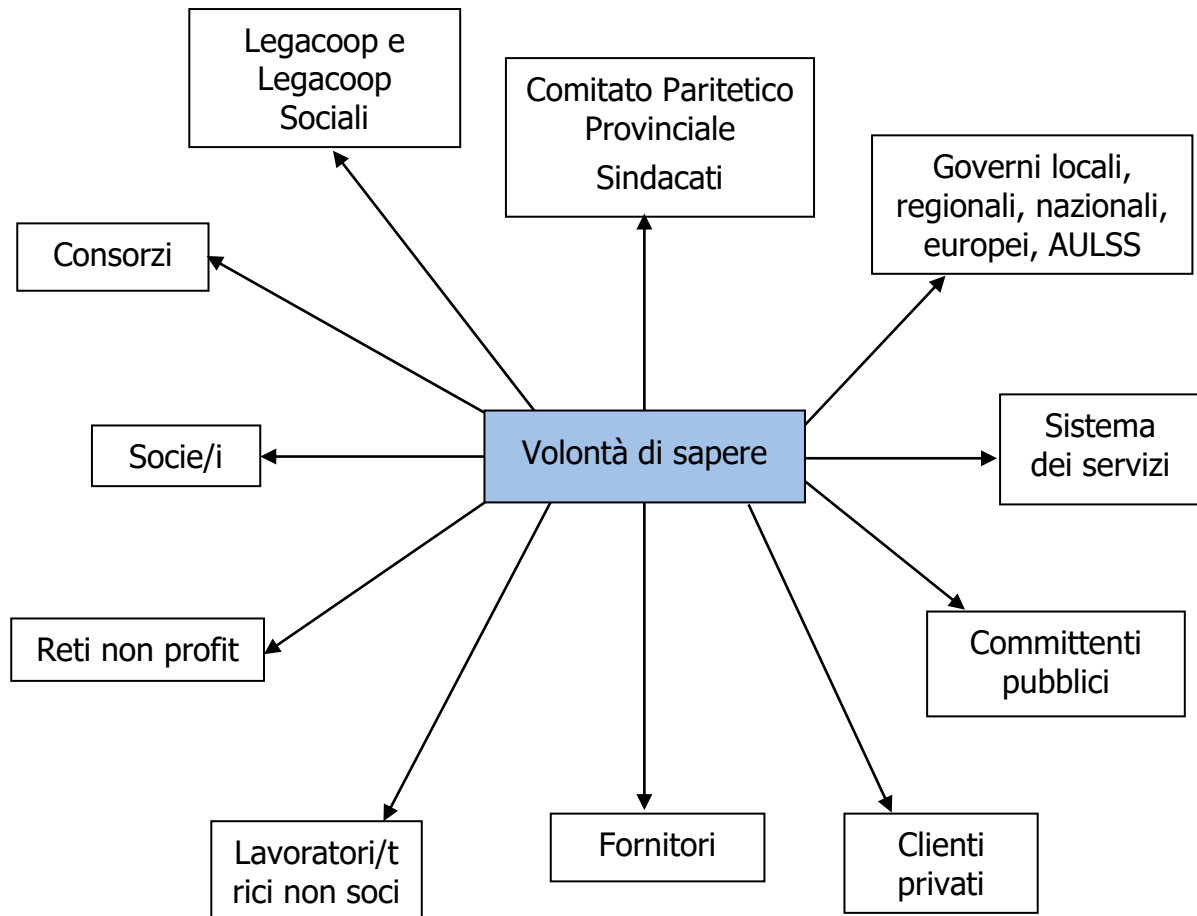 Legacoop e
Legacoop
Sociali
Comitato Paritetico
Provinciale
Sindacati
Governi locali,
regionali, nazionali,
europei, AULSS
Consorzi
Socie/i
Volontà di sapere
Sistema
dei servizi
Reti non profit
Committenti
pubblici
Lavoratori/t
rici non soci
Fornitori
Clienti
privati